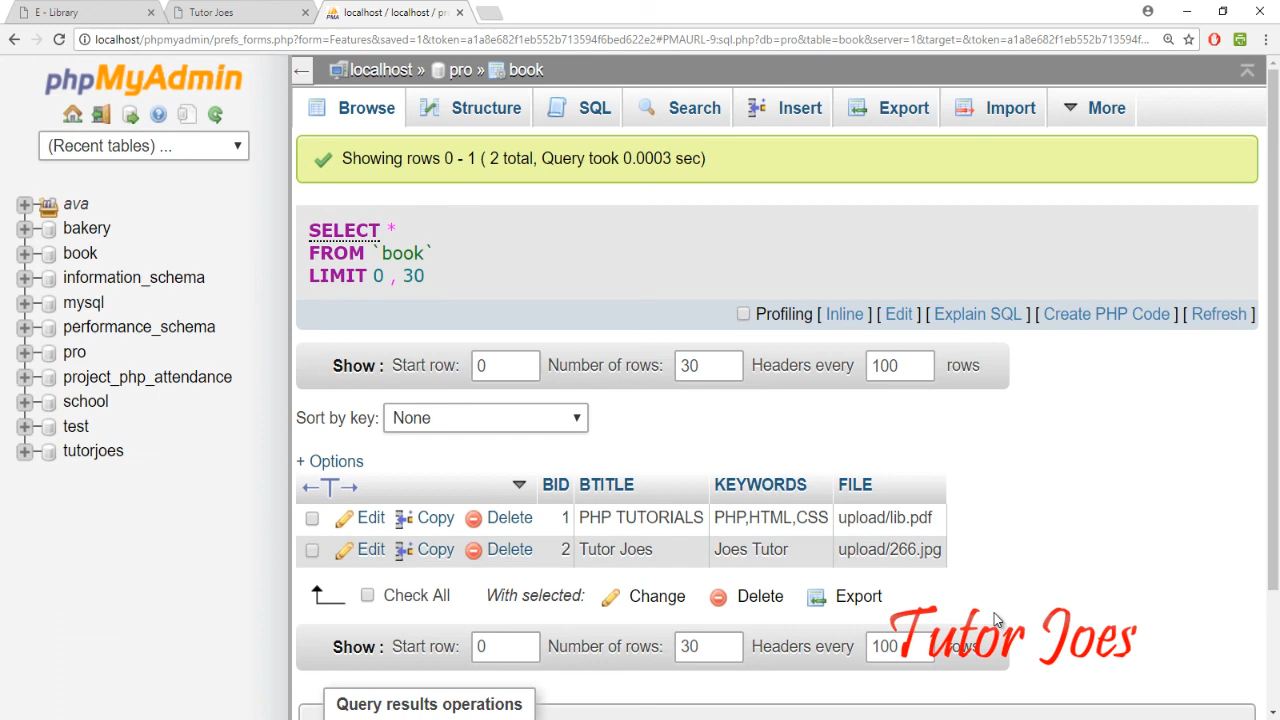 E - Library
Tutor Joes
localhost / localhost / pr
localhost/phpmyadmin/prefs_forms.php?form=Features&saved=1&token=a1a8e682f1eb552b713594f6bed622e2#PMAURL-9:sql.php?db=pro&table=book&server=1&target=&token=a1a8e682f1eb552b713594f...
phpMyAdmin
(Recent tables) ...
ava
bakery
book
information_schema
mysql
performance_schema
pro
project_php_attendance
school
test
tutorjoes
localhost » pro » book
Browse Structure SQL Search Insert Export Import More
Showing rows 0 - 1 ( 2 total, Query took 0.0003 sec)
SELECT *
FROM `book`
LIMIT 0 , 30
Profiling [ Inline ] [ Edit ] [ Explain SQL ] [ Create PHP Code ] [ Refresh ]
Show : Start row: 0 Number of rows: 30 Headers every 100 rows
Sort by key: None
+ Options
←T→ BID BTITLE KEYWORDS FILE
Edit Copy Delete 1 PHP TUTORIALS PHP,HTML,CSS upload/lib.pdf
Edit Copy Delete 2 Tutor Joes Joes Tutor upload/266.jpg
Check All With selected: Change Delete Export
Show : Start row: 0 Number of rows: 30 Headers every 100 rows
Tutor Joes
Query results operations